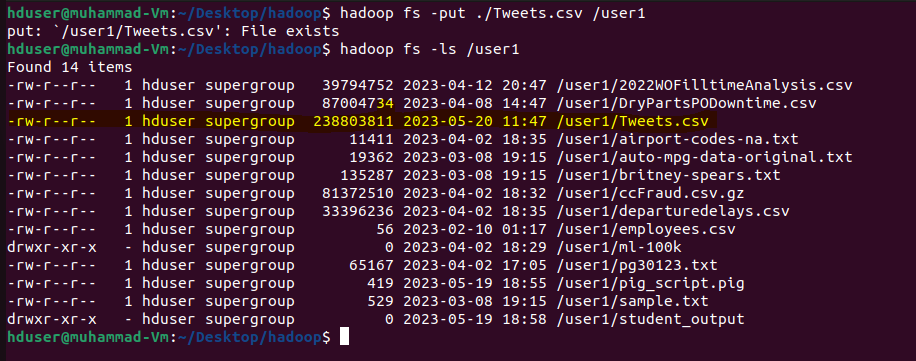 hduser@muhammad-Vm:~/Desktop/hadoop$ hadoop fs -put ./Tweets.csv /user1
put: `/user1/Tweets.csv': File exists
hduser@muhammad-Vm:~/Desktop/hadoop$ hadoop fs -ls /user1
Found 14 items
-rw-r--r--   1 hduser supergroup   39794752 2023-04-12 20:47 /user1/2022WOFilltimeAnalysis.csv
-rw-r--r--   1 hduser supergroup   87004734 2023-04-08 14:47 /user1/DryPartsPODowntime.csv
-rw-r--r--   1 hduser supergroup  238803811 2023-05-20 11:47 /user1/Tweets.csv
-rw-r--r--   1 hduser supergroup      11411 2023-04-02 18:35 /user1/airport-codes-na.txt
-rw-r--r--   1 hduser supergroup      19362 2023-03-08 19:15 /user1/auto-mpg-data-original.txt
-rw-r--r--   1 hduser supergroup     135287 2023-03-08 19:15 /user1/britney-spears.txt
-rw-r--r--   1 hduser supergroup   81372510 2023-04-02 18:32 /user1/ccFraud.csv.gz
-rw-r--r--   1 hduser supergroup   33396236 2023-04-02 18:35 /user1/departuredelays.csv
-rw-r--r--   1 hduser supergroup         56 2023-02-10 01:17 /user1/employees.csv
drwxr-xr-x   - hduser supergroup          0 2023-04-02 18:29 /user1/ml-100k
-rw-r--r--   1 hduser supergroup      65167 2023-04-02 17:05 /user1/pg30123.txt
-rw-r--r--   1 hduser supergroup        419 2023-05-19 18:55 /user1/pig_script.pig
-rw-r--r--   1 hduser supergroup        529 2023-03-08 19:15 /user1/sample.txt
drwxr-xr-x   - hduser supergroup          0 2023-05-19 18:58 /user1/student_output
hduser@muhammad-Vm:~/Desktop/hadoop$